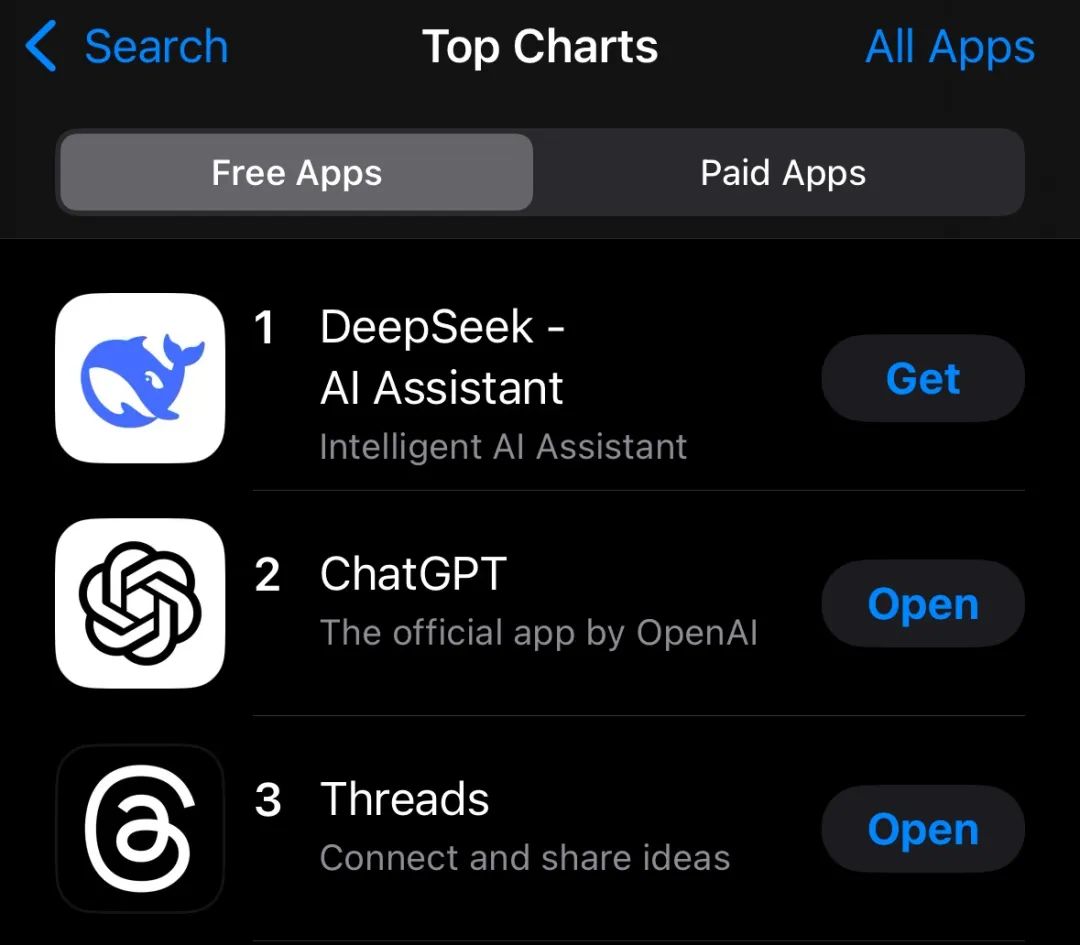 Search
Top Charts
All Apps
Free Apps
Paid Apps
1
DeepSeek -
AI Assistant
Intelligent AI Assistant
Get
2
ChatGPT
The official app by OpenAI
Open
3
Threads
Connect and share ideas
Open